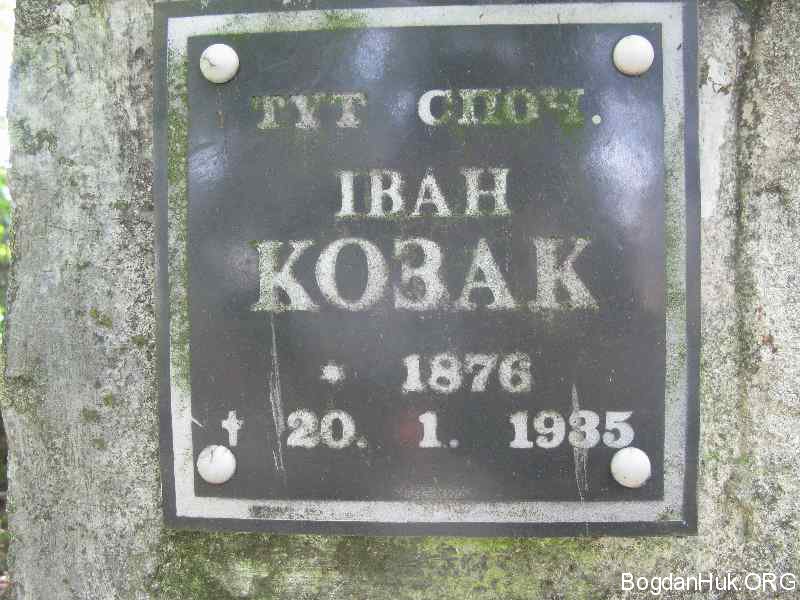 ТУТ СПОЧ.
ІВАН
КОЗАК
* 1876
† 20. 1. 1935
BogdanHuk.ORG